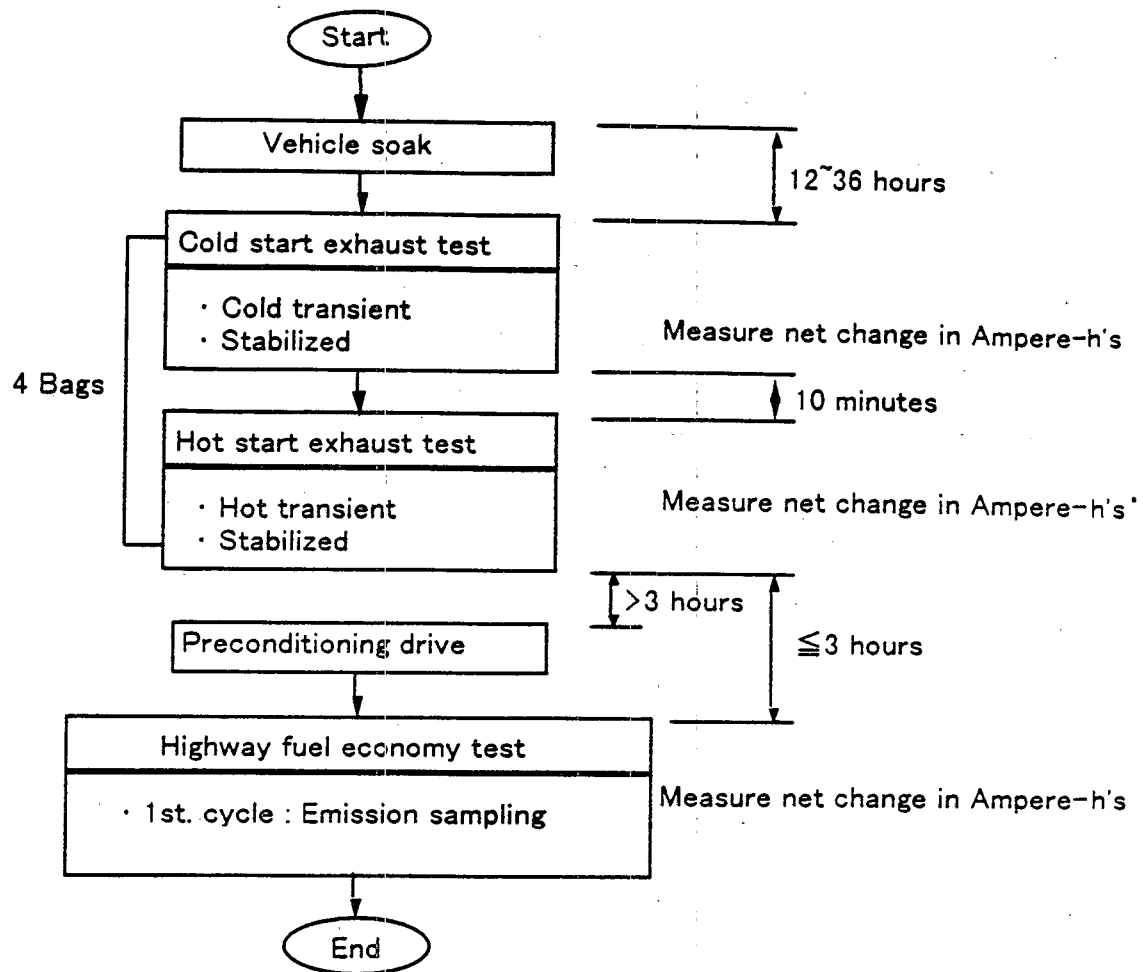 Start
Vehicle soak
12~36 hours
Cold start exhaust test
· Cold transient
· Stabilized
Measure net change in Ampere-h's
4 Bags
10 minutes
Hot start exhaust test
· Hot transient
· Stabilized
Measure net change in Ampere-h's
>3 hours
Preconditioning drive
≦3 hours
Highway fuel economy test
· 1st. cycle : Emission sampling
Measure net change in Ampere-h's
End